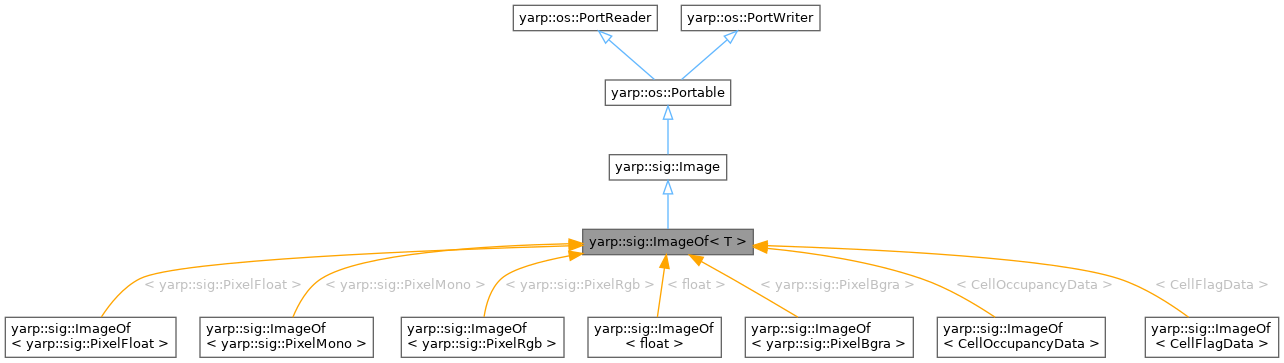 yarp::os::PortReader
yarp::os::PortWriter
yarp::os::Portable
yarp::sig::Image
yarp::sig::ImageOf< T >
< yarp::sig::PixelFloat >
< yarp::sig::PixelMono >
< yarp::sig::PixelRgb >
< float >
< yarp::sig::PixelBgra >
< CellOccupancyData >
< CellFlagData >
yarp::sig::ImageOf
< yarp::sig::PixelFloat >
yarp::sig::ImageOf
< yarp::sig::PixelMono >
yarp::sig::ImageOf
< yarp::sig::PixelRgb >
yarp::sig::ImageOf
< float >
yarp::sig::ImageOf
< yarp::sig::PixelBgra >
yarp::sig::ImageOf
< CellOccupancyData >
yarp::sig::ImageOf
< CellFlagData >